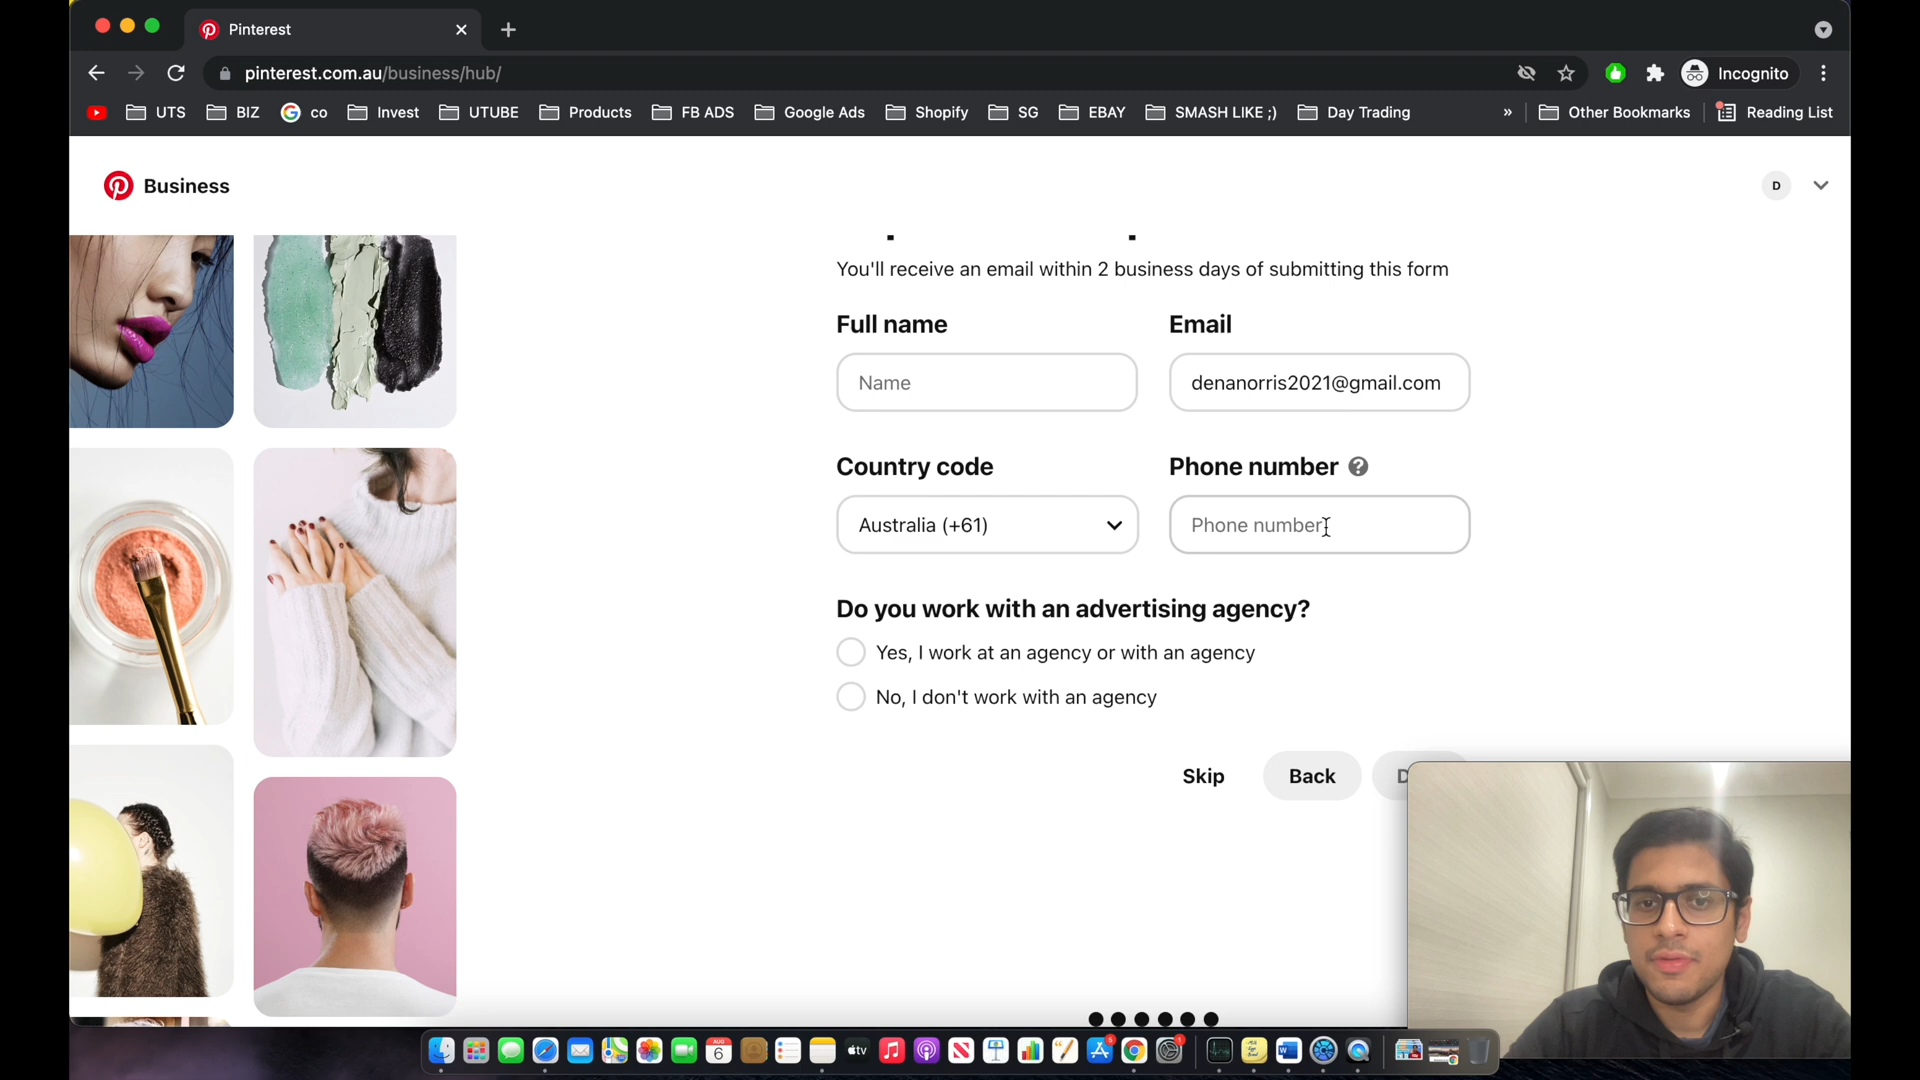 Pinterest
pinterest.com.au/business/hub/
Incognito
UTS
BIZ
co
Invest
UTUBE
Products
FB ADS
Google Ads
Shopify
SG
EBAY
SMASH LIKE ;)
Day Trading
»
Other Bookmarks
Reading List
Business
D
You'll receive an email within 2 business days of submitting this form
Full name
Email
Name
denanorris2021@gmail.com
Country code
Phone number
Australia (+61)
Phone number
Do you work with an advertising agency?
Yes, I work at an agency or with an agency
No, I don't work with an agency
Skip
Back
AUG
6
tv